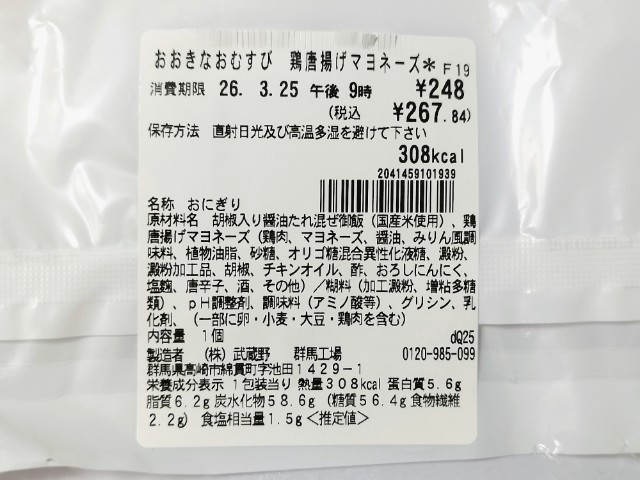 おおきなおむすび 鶏唐揚げマヨネーズ* F19
消費期限 26. 3.25 午後 9時 ¥248
(税込 ¥267.84)
保存方法 直射日光及び高温多湿を避けて下さい
308kcal
2041459101939
名称 おにぎり
原材料名 胡椒入り醤油たれ混ぜ御飯(国産米使用)、鶏
唐揚げマヨネーズ(鶏肉、マヨネーズ、醤油、みりん風調
味料、植物油脂、砂糖、オリゴ糖混合異性化液糖、澱粉、
澱粉加工品、胡椒、チキンオイル、酢、おろしにんにく、
塩麹、唐辛子、酒、その他)/糊料(加工澱粉、増粘多糖
類)、pH調整剤、調味料(アミノ酸等)、グリシン、乳
化剤、(一部に卵・小麦・大豆・鶏肉を含む)
内容量 1個 dQ25
製造者 (株)武蔵野 群馬工場 0120-985-099
群馬県高崎市綿貫町字池田1429-1
栄養成分表示 1包装当り 熱量308kcal 蛋白質5.6g
脂質6.2g 炭水化物58.6g (糖質56.4g 食物繊維
2.2g) 食塩相当量1.5g<推定値>